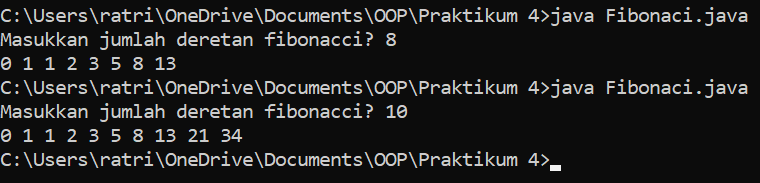 C:\Users\ratri\OneDrive\Documents\OOP\Praktikum 4>java Fibonaci.java
Masukkan jumlah deretan fibonacci? 8
0 1 1 2 3 5 8 13
C:\Users\ratri\OneDrive\Documents\OOP\Praktikum 4>java Fibonaci.java
Masukkan jumlah deretan fibonacci? 10
0 1 1 2 3 5 8 13 21 34
C:\Users\ratri\OneDrive\Documents\OOP\Praktikum 4>